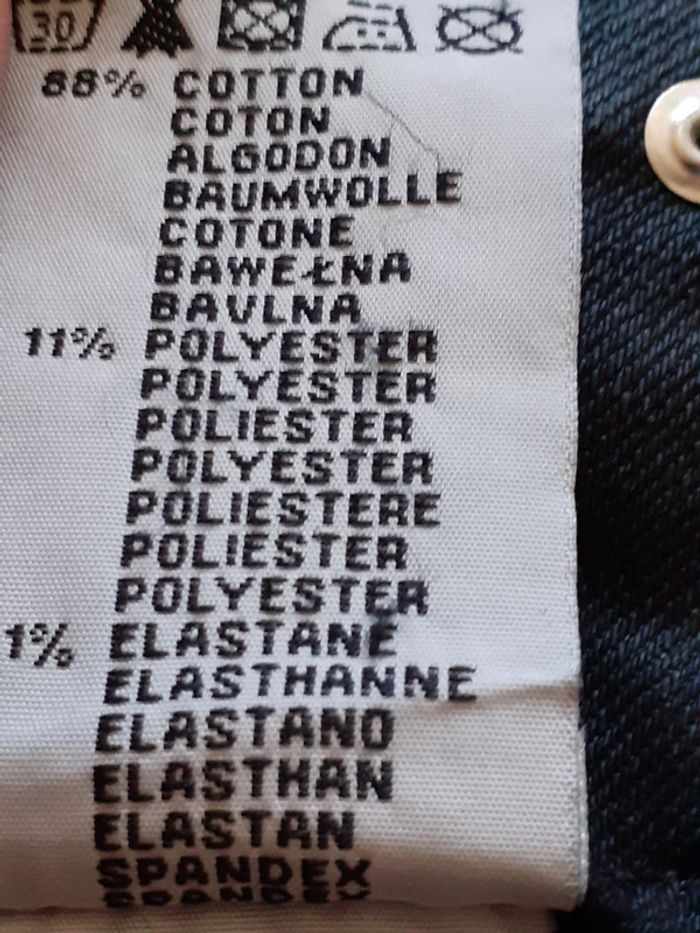 30
88% COTTON
COTON
ALGODON
BAUMWOLLE
COTONE
BAWEŁNA
BAVLNA
11% POLYESTER
POLYESTER
POLIESTER
POLYESTER
POLIESTERE
POLIESTER
POLYESTER
1% ELASTANE
ELASTHANNE
ELASTANO
ELASTHAN
ELASTAN
SPANDEX